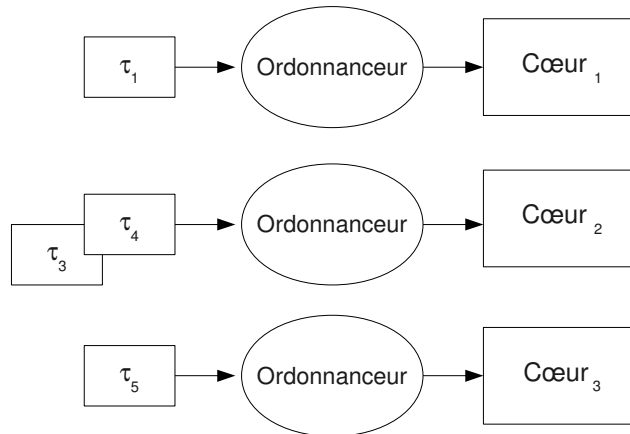 τ₁ Ordonnanceur Cœur ₁
τ₃ τ₄ Ordonnanceur Cœur ₂
τ₅ Ordonnanceur Cœur ₃